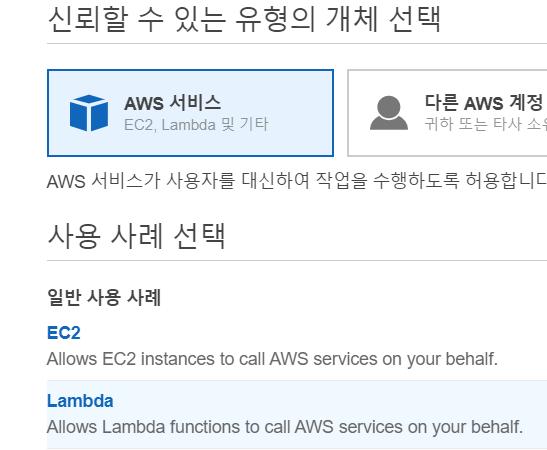 신뢰할 수 있는 유형의 개체 선택
AWS 서비스
EC2, Lambda 및 기타
다른 AWS 계정
귀하 또는 타사
AWS 서비스가 사용자를 대신하여 작업을 수행하도록 허용합니다
사용 사례 선택
일반 사용 사례
EC2
Allows EC2 instances to call AWS services on your behalf.
Lambda
Allows Lambda functions to call AWS services on your behalf.